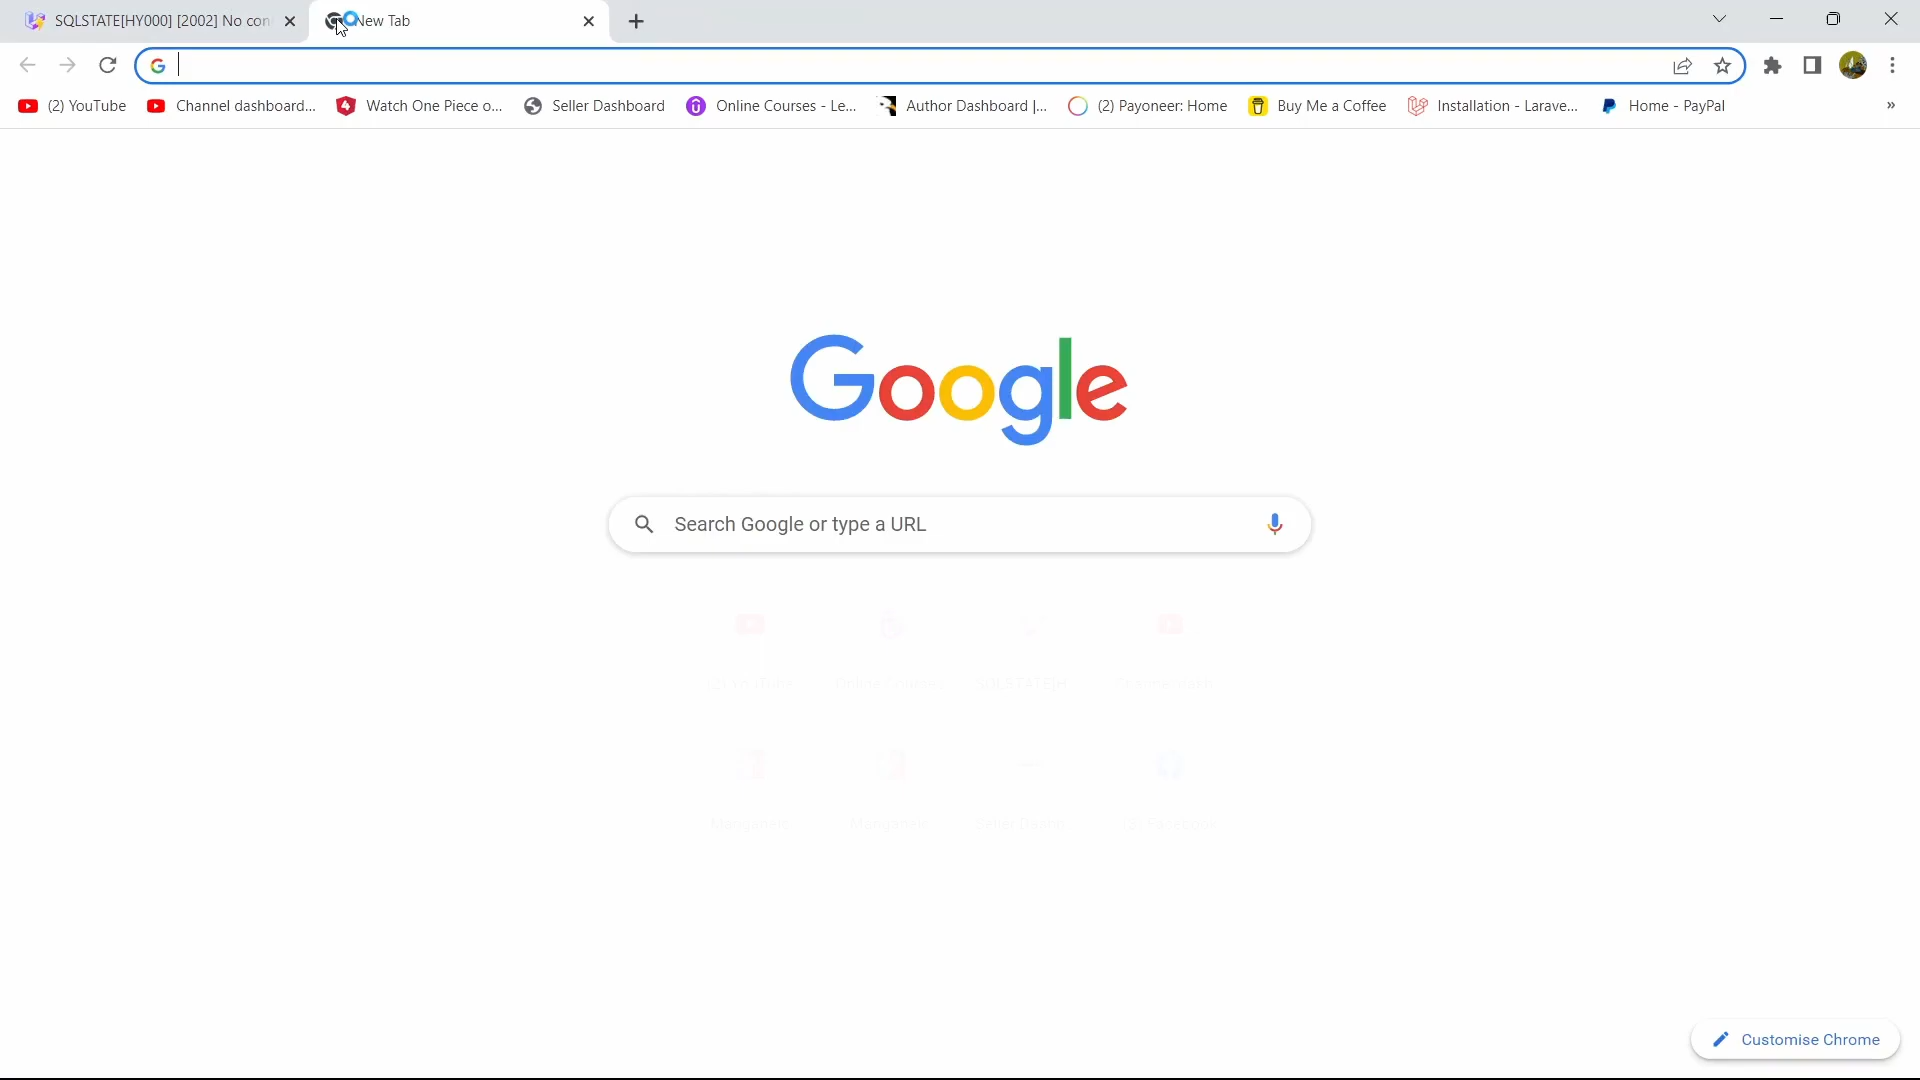 SQLSTATE[HY000] [2002] No con
New Tab
(2) YouTube
Channel dashboard...
Watch One Piece o...
Seller Dashboard
Online Courses - Le...
Author Dashboard |...
(2) Payoneer: Home
Buy Me a Coffee
Installation - Larave...
Home - PayPal
»
Google
Search Google or type a URL
Customise Chrome